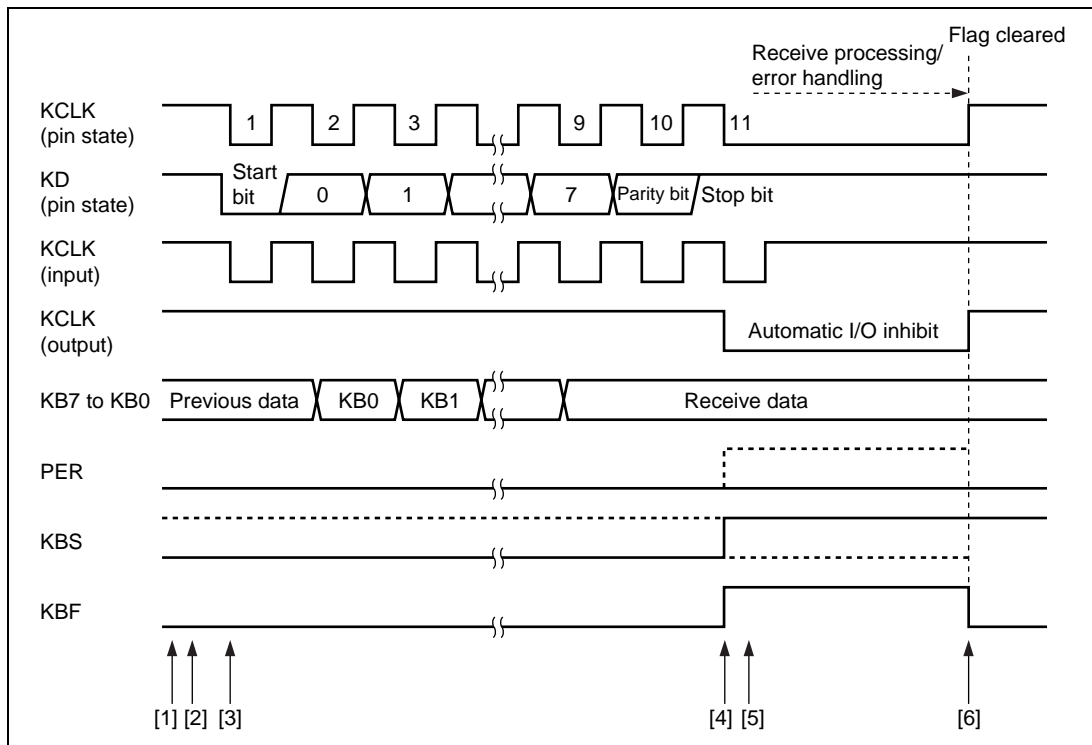 Flag cleared
Receive processing/
error handling
KCLK
(pin state)
1 2 3 9 10 11
KD
(pin state)
Start
bit
0 1 7 Parity bit Stop bit
KCLK
(input)
KCLK
(output)
Automatic I/O inhibit
KB7 to KB0 Previous data KB0 KB1 Receive data
PER
KBS
KBF
[1] [2] [3] [4] [5] [6]